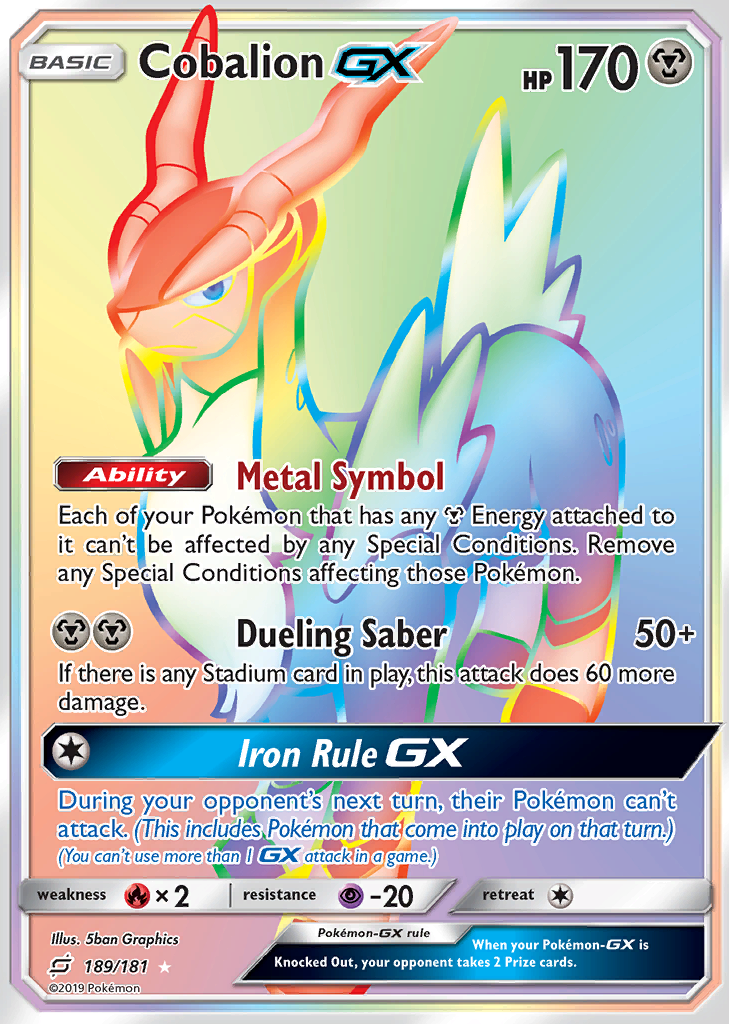 BASIC Cobalion GX HP 170
Ability Metal Symbol
Each of your Pokémon that has any Energy attached to
it can't be affected by any Special Conditions. Remove
any Special Conditions affecting those Pokémon.
Dueling Saber 50+
If there is any Stadium card in play, this attack does 60 more
damage.
Iron Rule GX
During your opponent's next turn, their Pokémon can't
attack. (This includes Pokémon that come into play on that turn.)
(You can't use more than 1 GX attack in a game.)
weakness ×2 resistance -20 retreat
Illus. 5ban Graphics
189/181
©2019 Pokémon
Pokémon-GX rule
When your Pokémon-GX is
Knocked Out, your opponent takes 2 Prize cards.